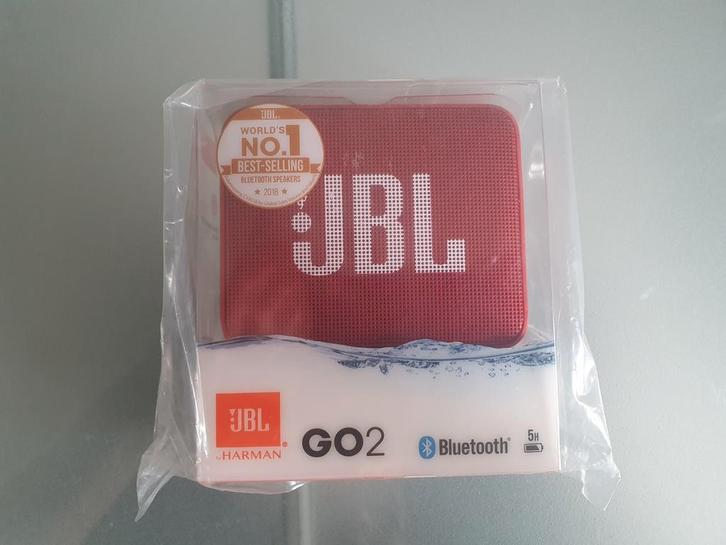 JBL
WORLD'S
NO.1
BEST-SELLING
BLUETOOTH SPEAKERS
★ 2018 ★
JBL
JBL®
by HARMAN
GO2
Bluetooth®
5H